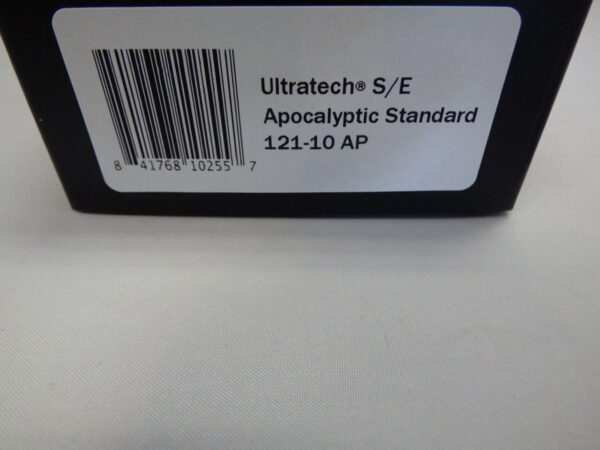 Ultratech® S/E
Apocalyptic Standard
121-10 AP
8 41768 10255 7